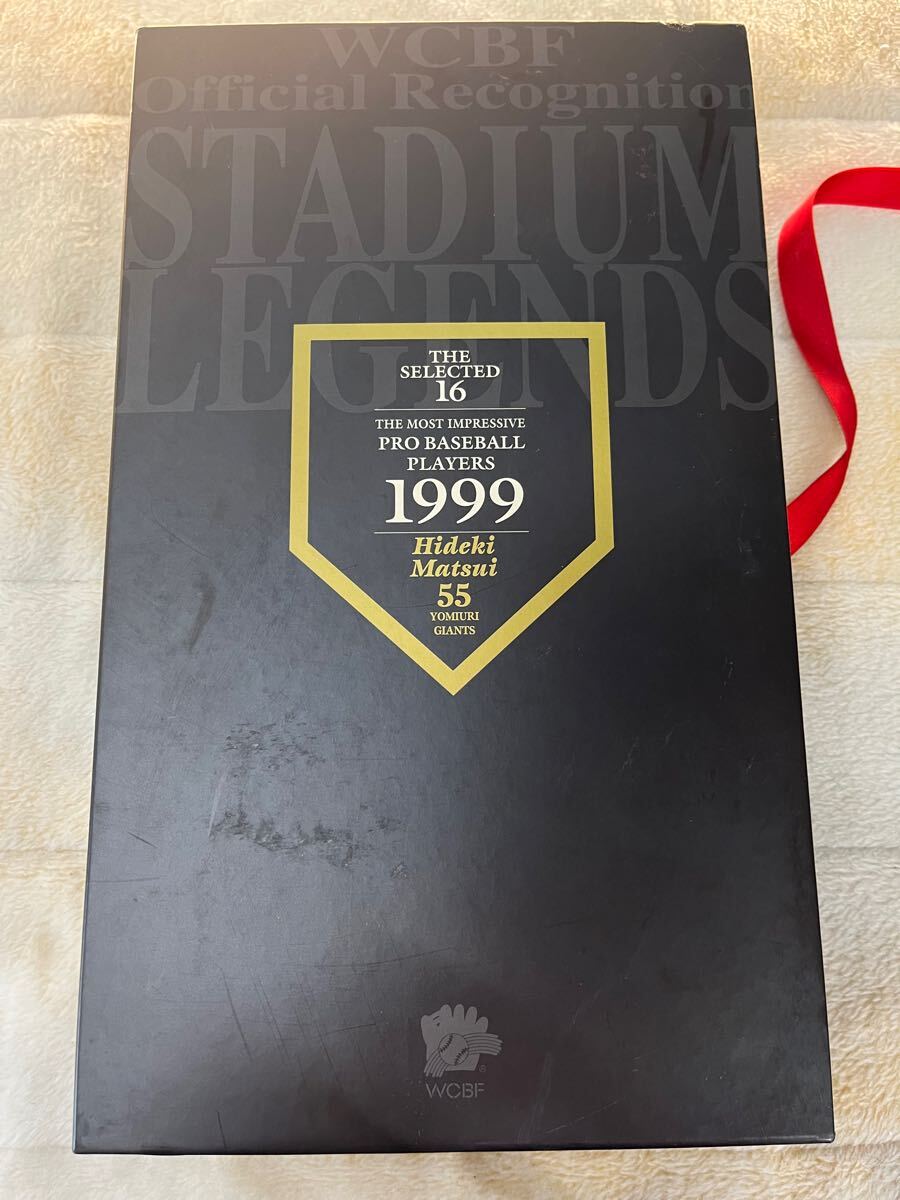 WCBF
Official Recognition
STADIUM
LEGENDS
THE
SELECTED
16
THE MOST IMPRESSIVE
PRO BASEBALL
PLAYERS
1999
Hideki
Matsui
55
YOMIURI
GIANTS
®
WCBF